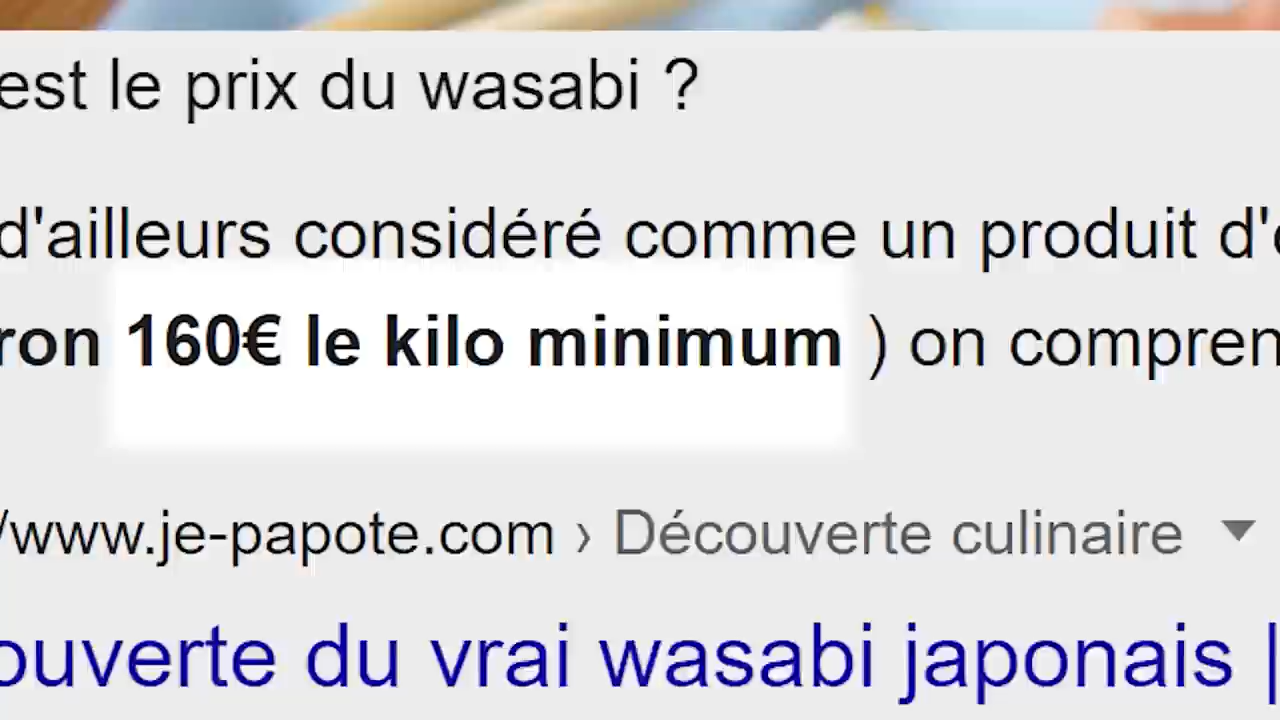 est le prix du wasabi ?
d'ailleurs considéré comme un produit d'
ron 160€ le kilo minimum ) on compren
/www.je-papote.com › Découverte culinaire
ouverte du vrai wasabi japonais |